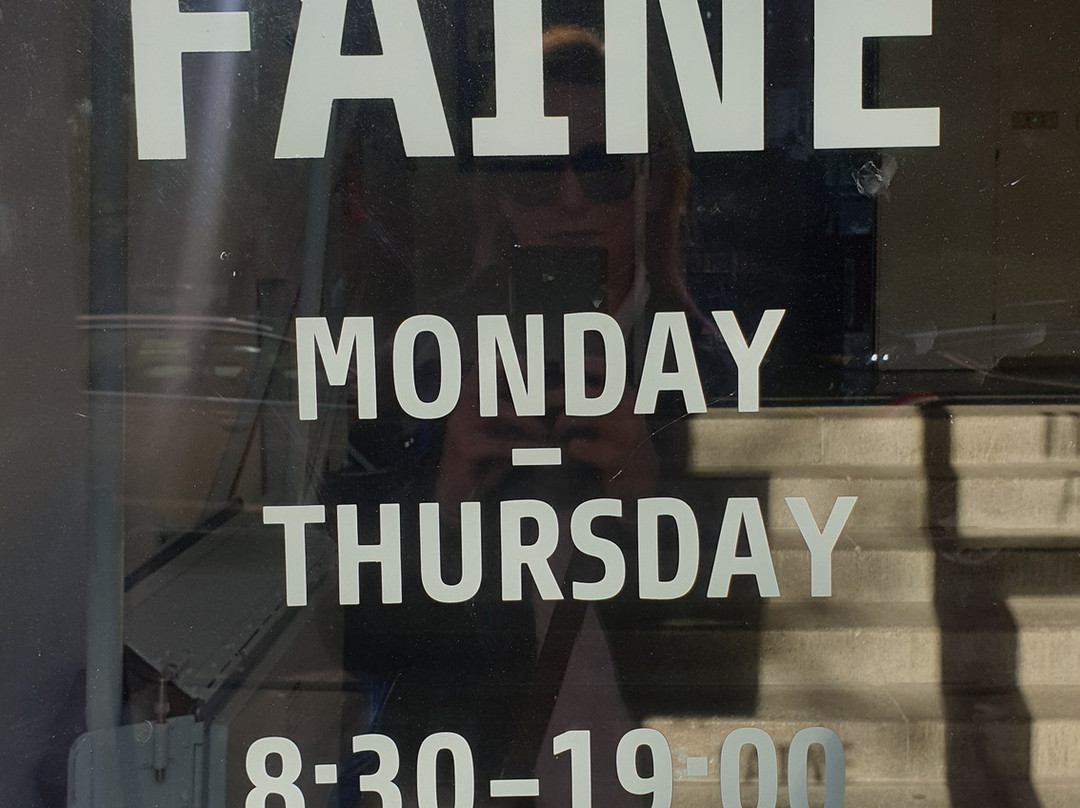 FAINE
MONDAY
–
THURSDAY
8:30–19:00